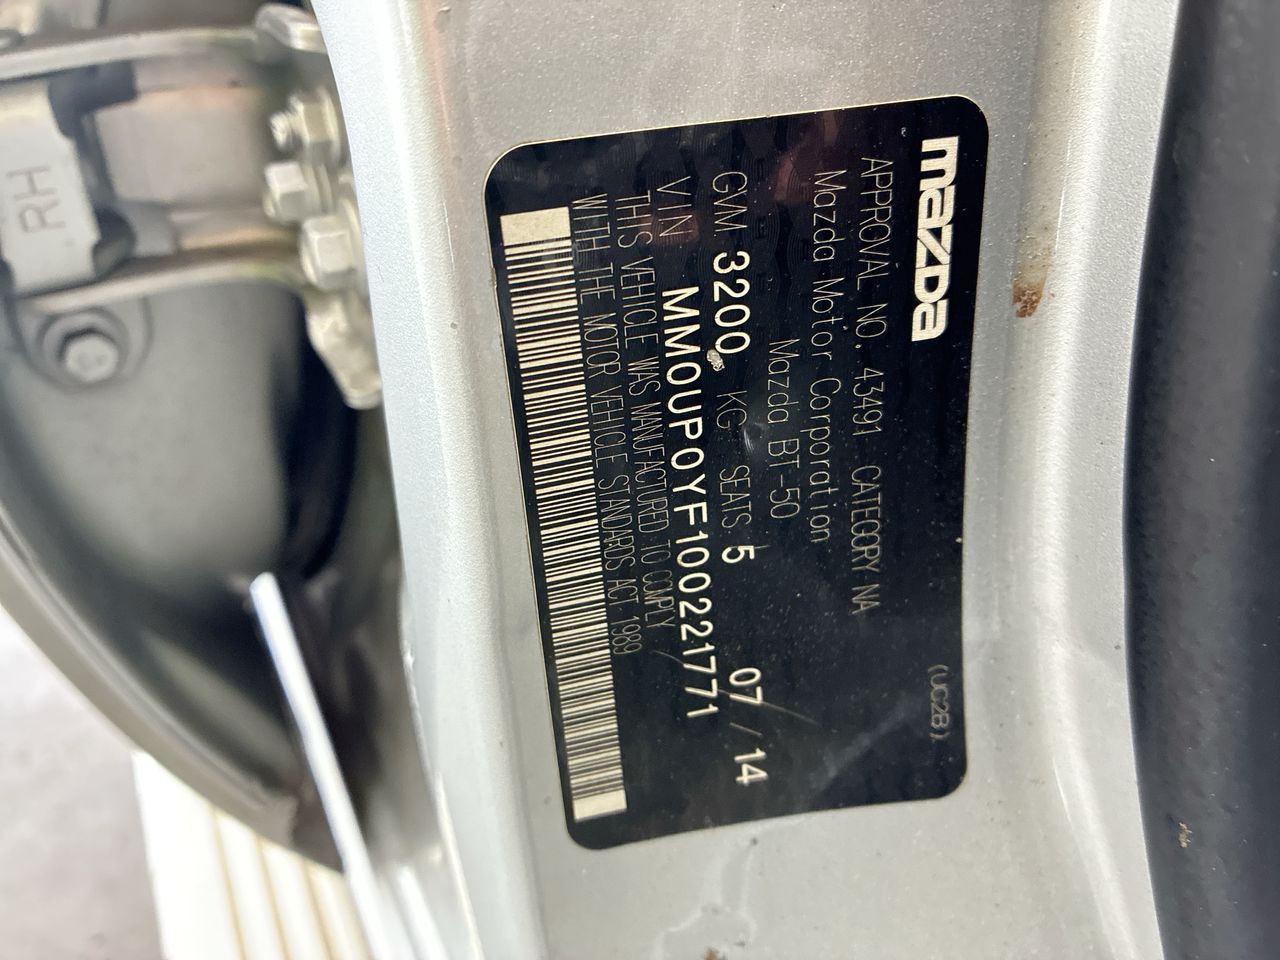 mazda
(UC2B)
APPROVAL NO. 43491 CATEGORY NA
Mazda Motor Corporation
Mazda BT-50
GVM 3200 KG SEATS 5 07/14
VIN MM0UP0YF100221771
THIS VEHICLE WAS MANUFACTURED TO COMPLY
WITH THE MOTOR VEHICLE STANDARDS ACT 1989
RH